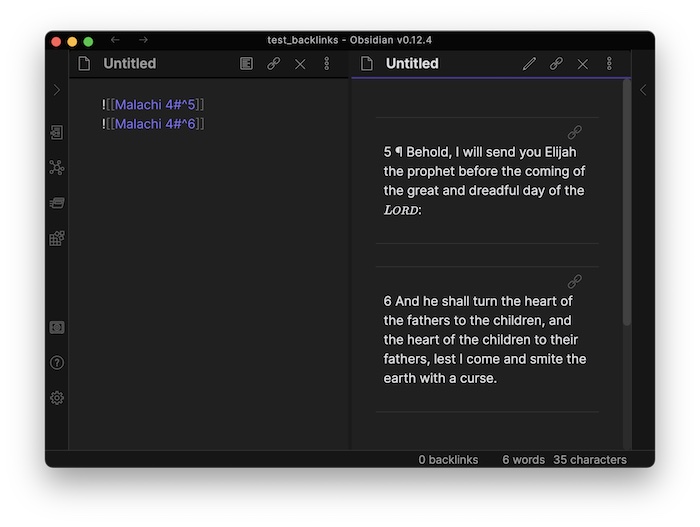 test_backlinks - Obsidian v0.12.4
Untitled
![[Malachi 4#^5]]
![[Malachi 4#^6]]
Untitled
5 ¶ Behold, I will send you Elijah
the prophet before the coming of
the great and dreadful day of the
LORD:
6 And he shall turn the heart of
the fathers to the children, and
the heart of the children to their
fathers, lest I come and smite the
earth with a curse.
0 backlinks 6 words 35 characters